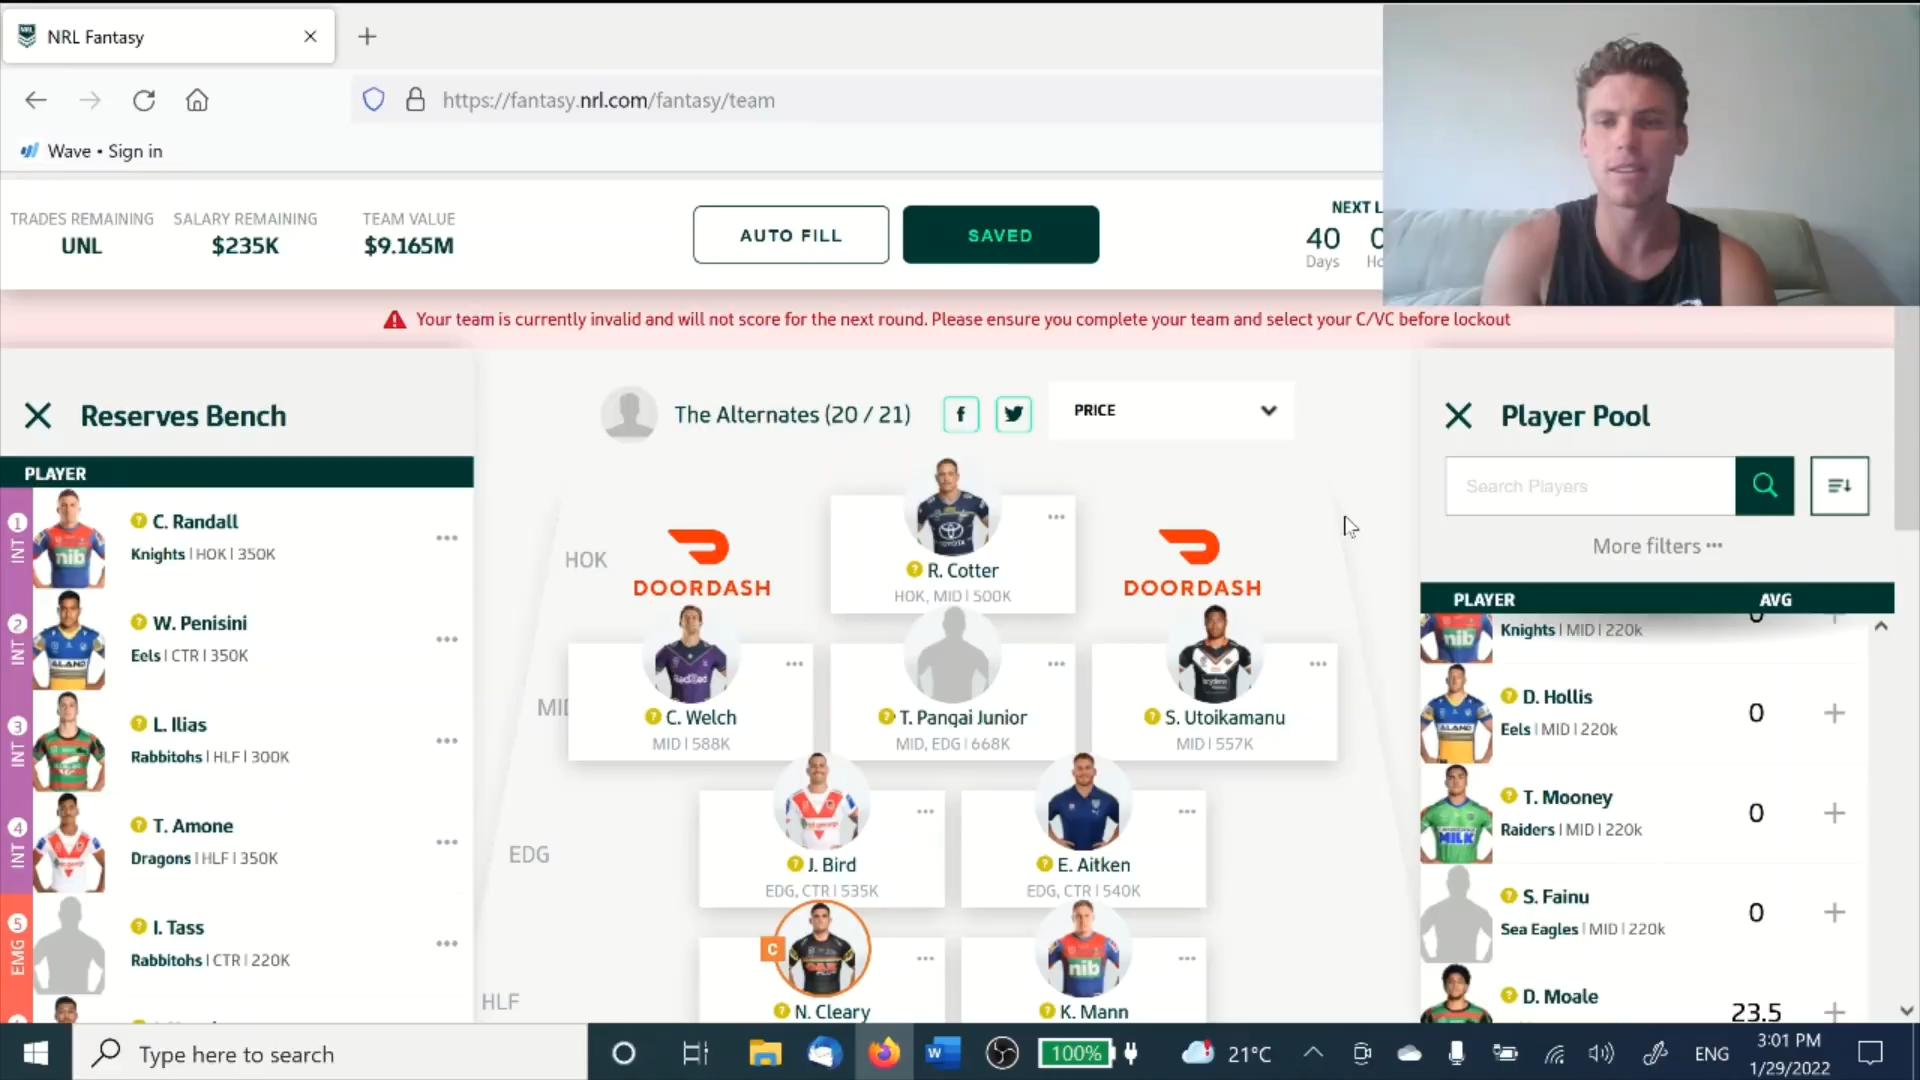 NRL Fantasy
https://fantasy.nrl.com/fantasy/team
Wave • Sign in
TRADES REMAINING
UNL
SALARY REMAINING
$235K
TEAM VALUE
$9.165M
AUTO FILL
SAVED
NEXT L
40
Days
Your team is currently invalid and will not score for the next round. Please ensure you complete your team and select your C/VC before lockout
Reserves Bench
PLAYER
1 INT
C. Randall
Knights | HOK | 350K
2 INT
W. Penisini
Eels | CTR | 350K
3 INT
L. Ilias
Rabbitohs | HLF | 300K
4 INT
T. Amone
Dragons | HLF | 350K
5 EMG
I. Tass
Rabbitohs | CTR | 220K
The Alternates (20 / 21)
PRICE
HOK
DOORDASH
R. Cotter
HOK, MID | 500K
DOORDASH
C. Welch
MID | 588K
T. Pangai Junior
MID, EDG | 668K
S. Utoikamanu
MID | 557K
EDG
J. Bird
EDG, CTR | 535K
E. Aitken
EDG, CTR | 540K
HLF
C
N. Cleary
nib
K. Mann
Player Pool
Search Players
More filters
PLAYER
AVG
Knights | MID | 220k
0
D. Hollis
Eels | MID | 220k
0
T. Mooney
Raiders | MID | 220k
0
S. Fainu
Sea Eagles | MID | 220k
0
D. Moale
23.5
Type here to search
100%
21°C
ENG
3:01 PM
1/29/2022